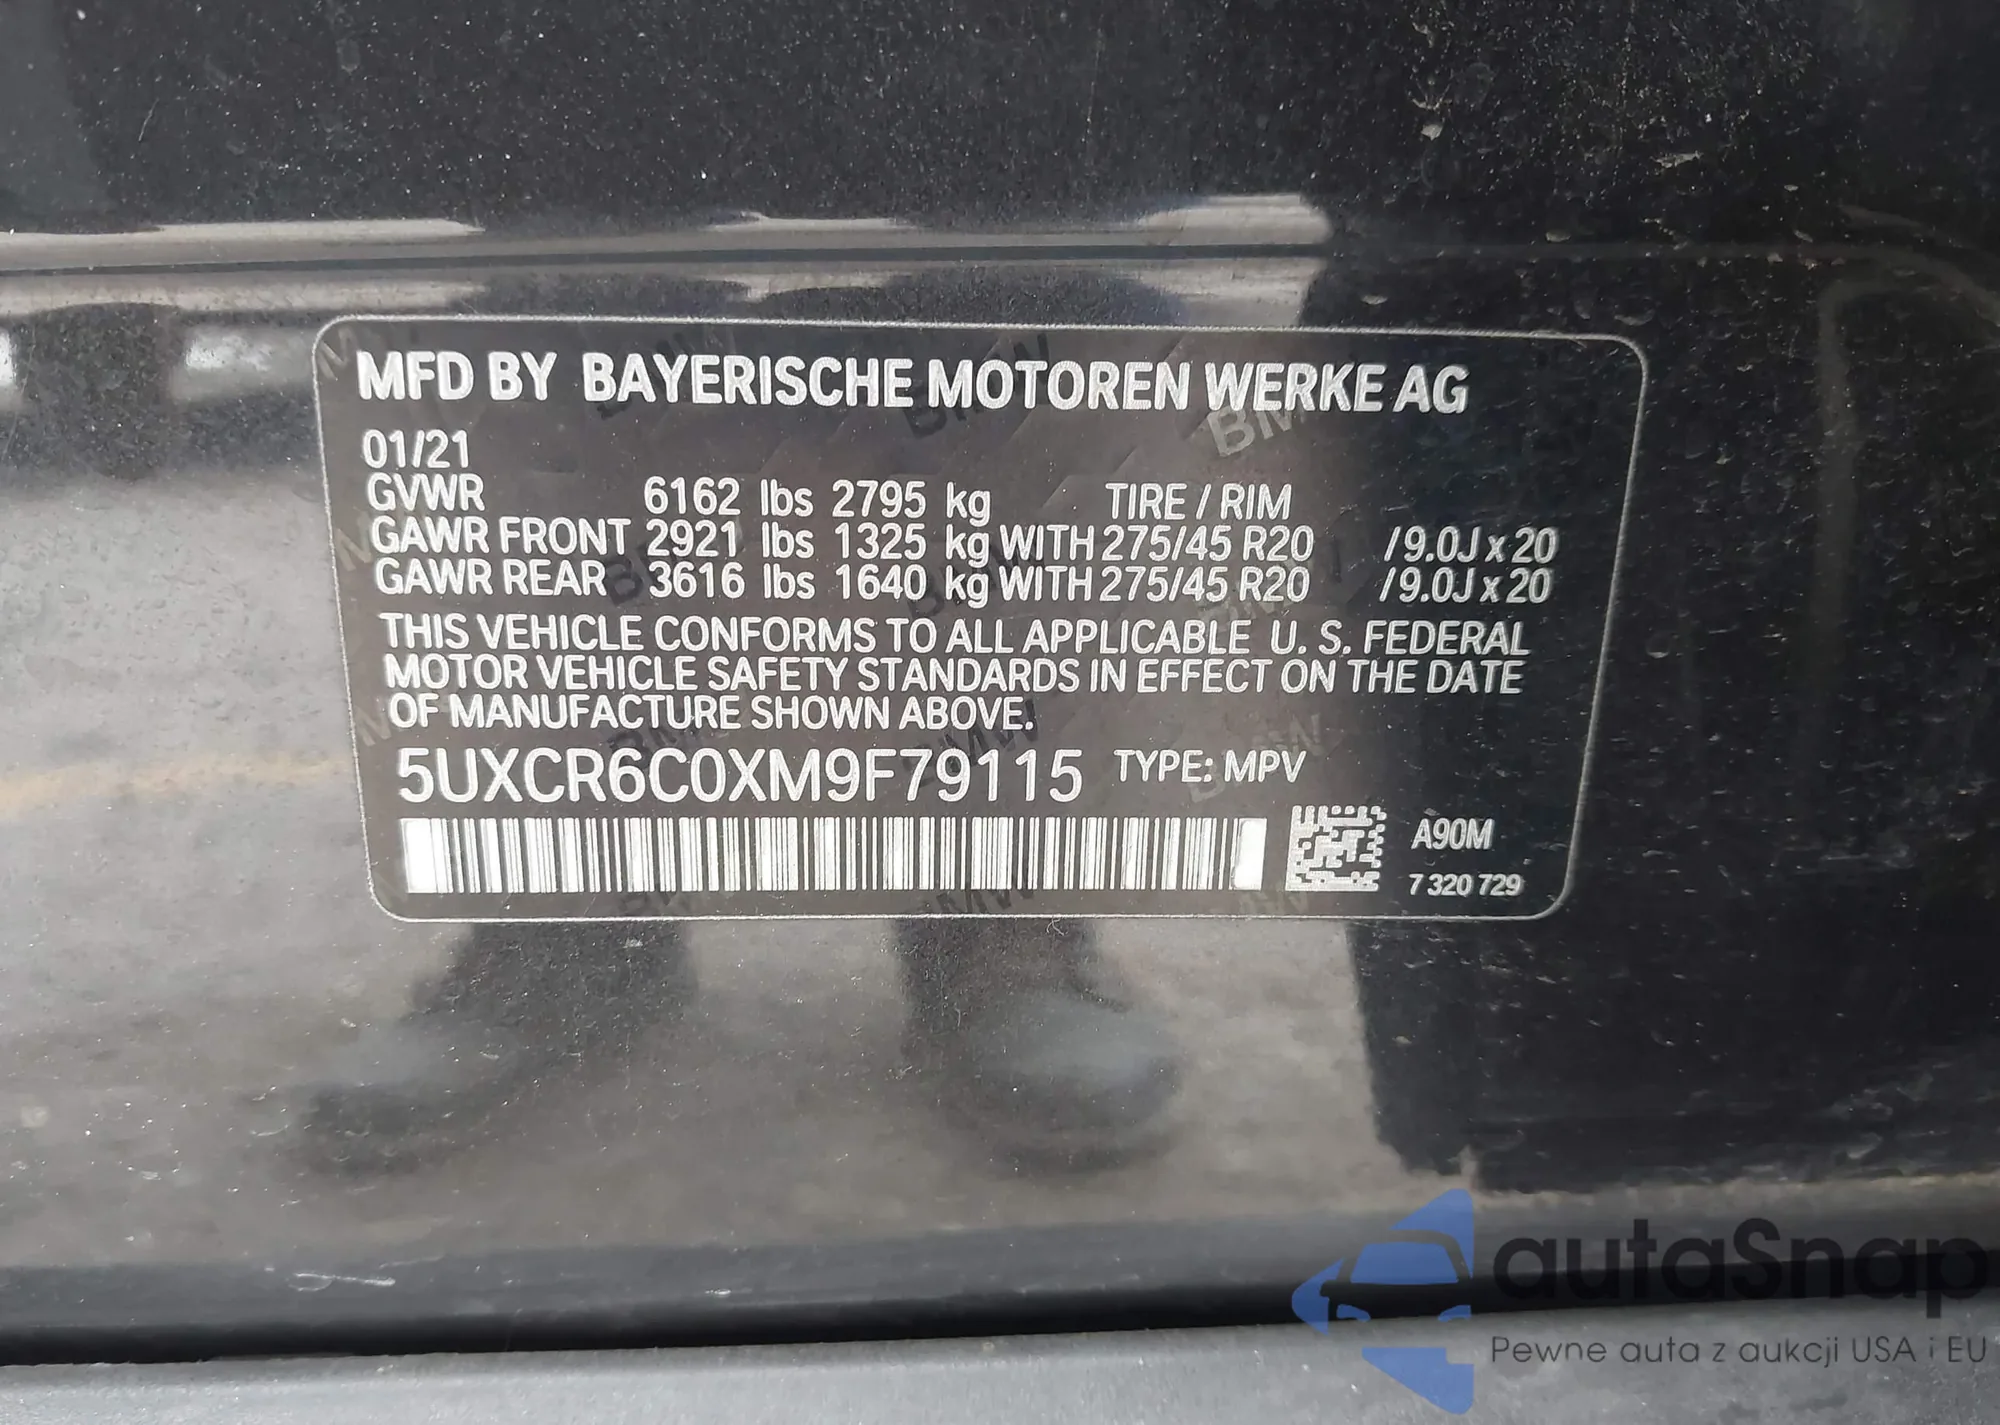 MFD BY BAYERISCHE MOTOREN WERKE AG
01/21
GVWR 6162 lbs 2795 kg TIRE / RIM
GAWR FRONT 2921 lbs 1325 kg WITH 275/45 R20 /9.0J x 20
GAWR REAR 3616 lbs 1640 kg WITH 275/45 R20 /9.0J x 20
THIS VEHICLE CONFORMS TO ALL APPLICABLE U. S. FEDERAL
MOTOR VEHICLE SAFETY STANDARDS IN EFFECT ON THE DATE
OF MANUFACTURE SHOWN ABOVE.
5UXCR6C0XM9F79115 TYPE: MPV
A90M
7 320 729
autaSnap
Pewne auta z aukcji USA i EU